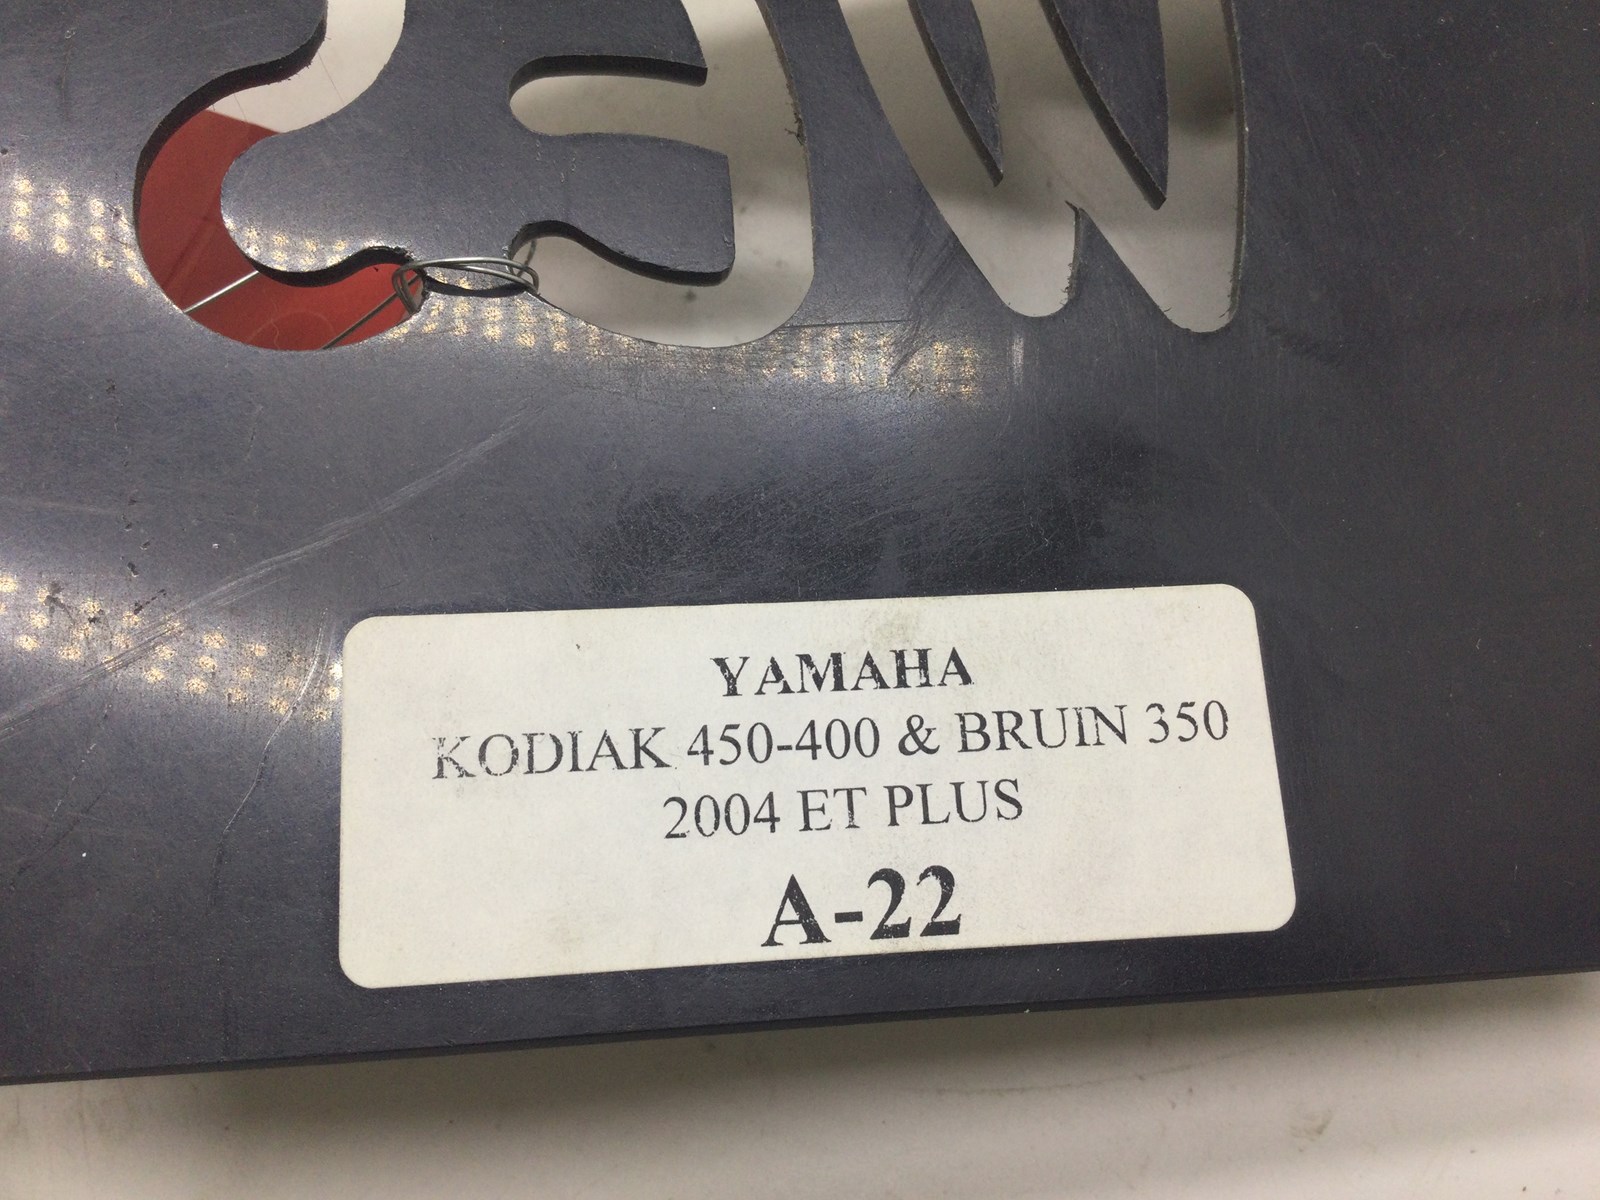 YAMAHA
KODIAK 450-400 & BRUIN 350
2004 ET PLUS
A-22